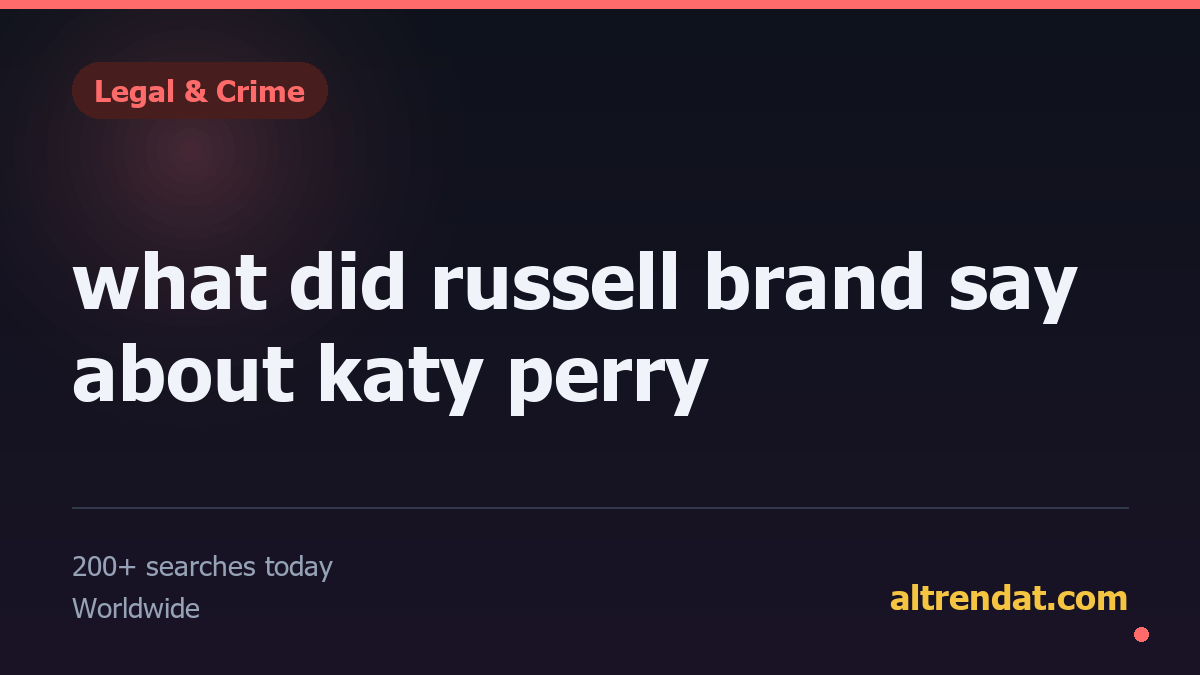 Legal & Crime
what did russell brand say
about katy perry
200+ searches today
Worldwide
altrendat.com